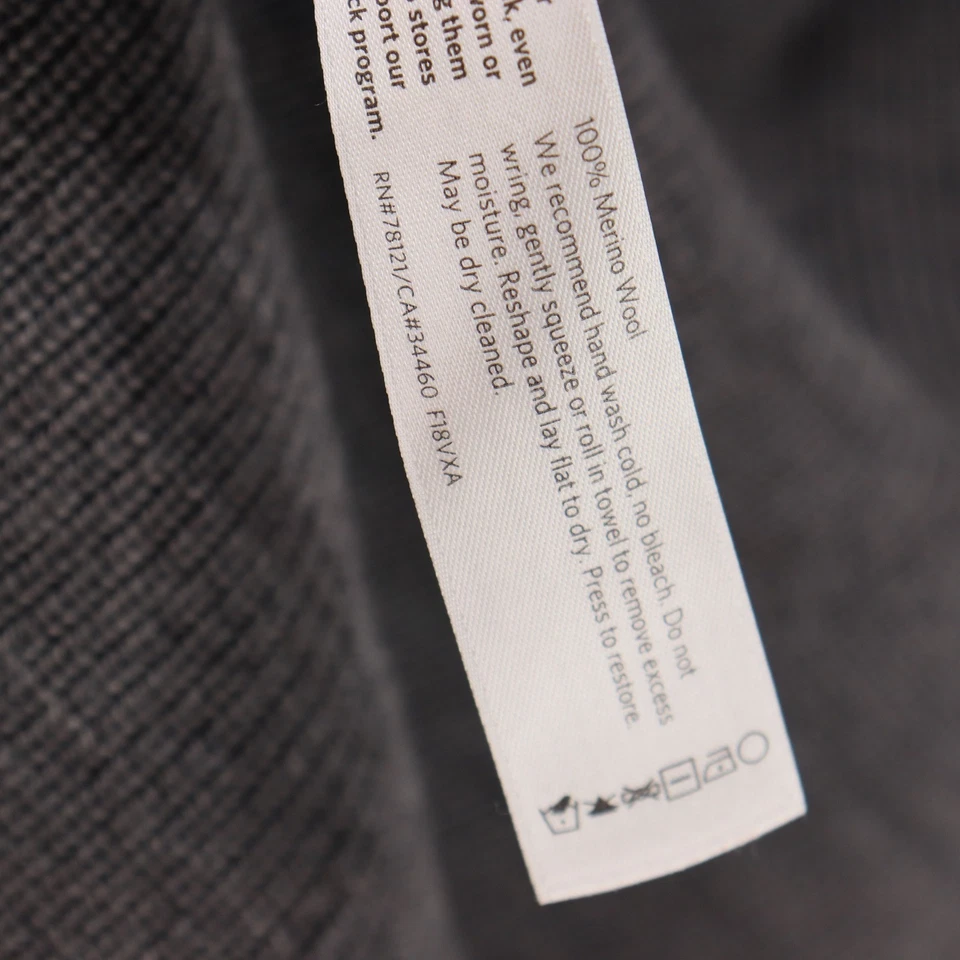 k, even
worn or
g them
stores
port our
ck program.
100% Merino Wool
We recommend hand wash cold, no bleach. Do not
wring, gently squeeze or roll in towel to remove excess
moisture. Reshape and lay flat to dry. Press to restore.
May be dry cleaned.
RN#78121/CA#34460 F18VXA